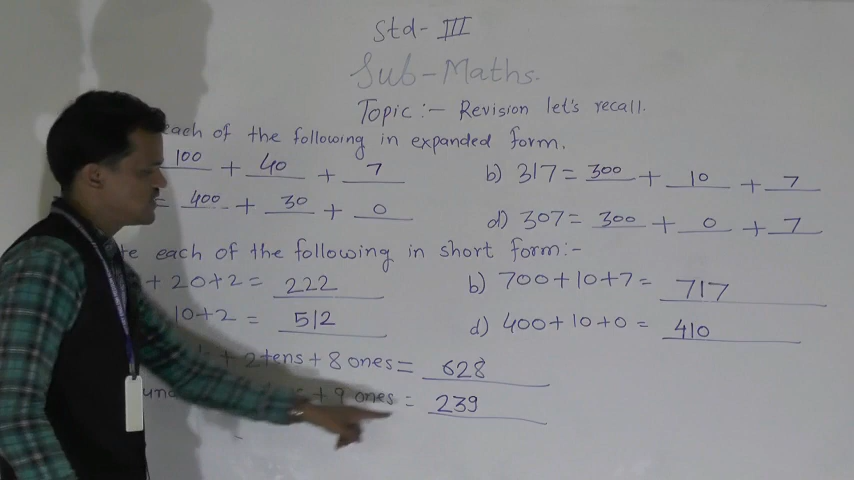 Std- III
Sub-Maths.
Topic:- Revision let's recall.
each of the following in expanded form.
100 + 40 + 7 b) 317 = 300 + 10 + 7
= 400 + 30 + 0 d) 307 = 300 + 0 + 7
each of the following in short form:-
+ 20+2 = 222 b) 700+10+7 = 717
10+2 = 512 d) 400+10+0 = 410
+ 2 tens + 8 ones = 628
+ 9 ones = 239